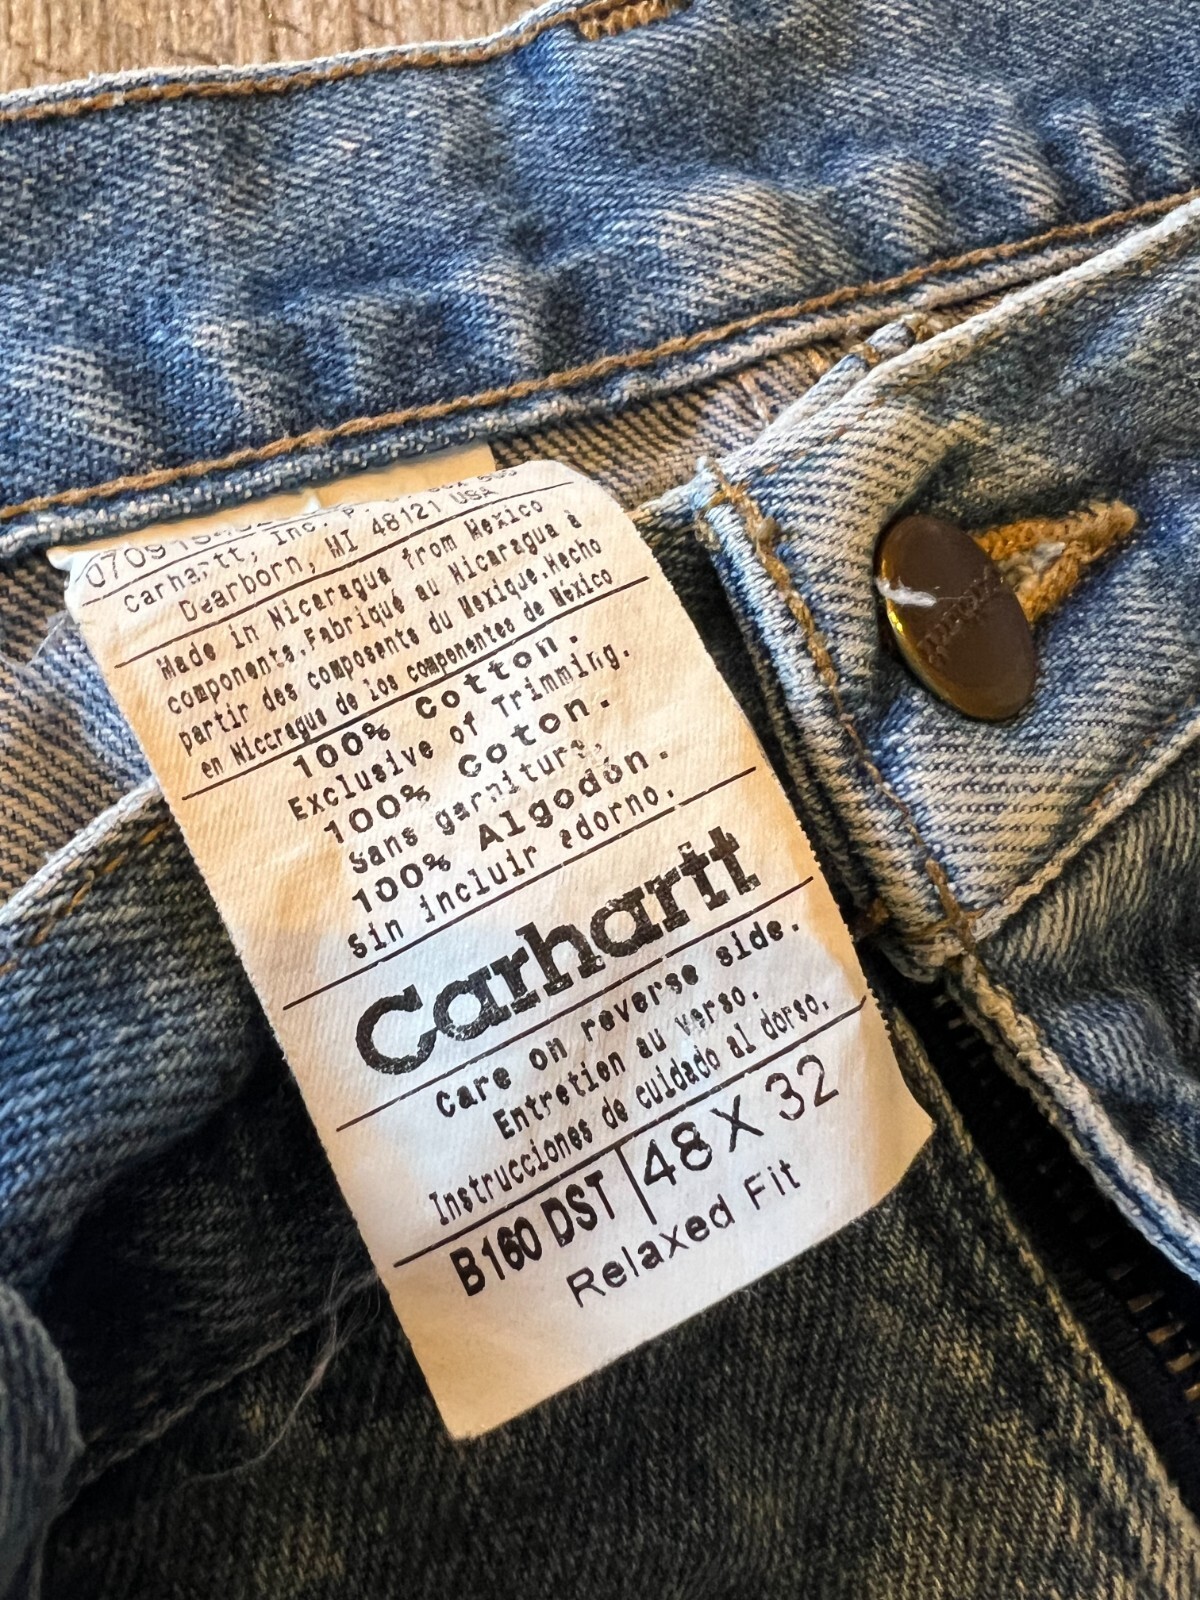 Carhartt, Inc. P.
Dearborn, MI 48121 USA
Made in Nicaragua from Mexico
components.Fabriqué au Nicaragua à
partir des composants du Mexique.Hecho
en Niccragua de los componentes de México
100% Cotton.
Exclusive of Trimming.
100% Coton.
Sans garniture.
100% Algodón.
Sin incluir adorno.
Carhartt
Care on reverse side.
Entretien au verso.
Instrucciones de cuidado al dorso.
B160 DST | 48 X 32
Relaxed Fit